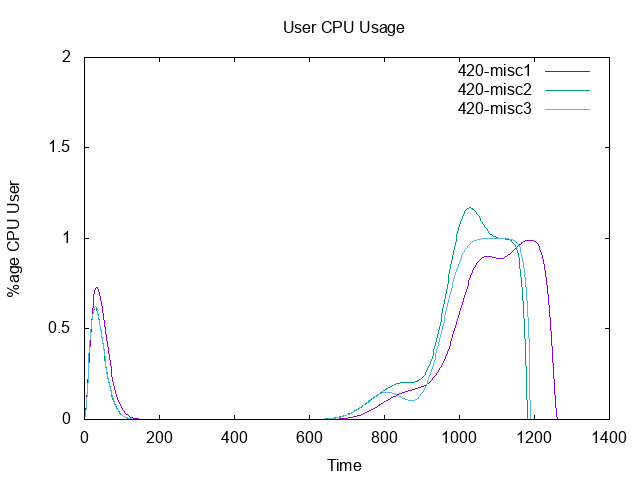 User CPU Usage
420-misc1
420-misc2
420-misc3
2
1.5
1
0.5
0
%age CPU User
0 200 400 600 800 1000 1200 1400
Time